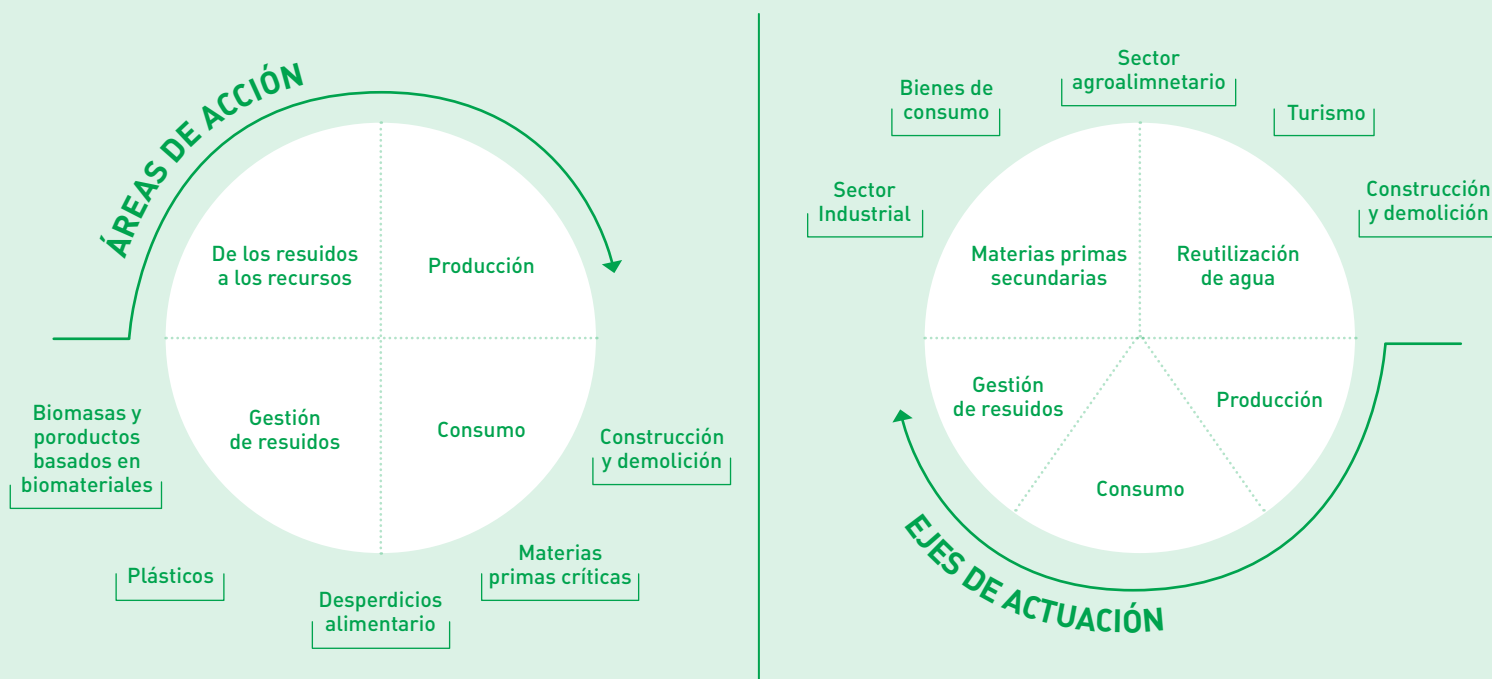 ÁREAS DE ACCIÓN
De los resuidos
a los recursos
Producción
Gestión
de resuidos
Consumo
Biomasas y
poroductos
basados en
biomateriales
Plásticos
Desperdicios
alimentario
Materias
primas críticas
Construcción
y demolición
Sector
Industrial
Bienes de
consumo
Sector
agroalimnetario
Turismo
Construcción
y demolición
Materias primas
secundarias
Reutilización
de agua
Gestión
de resuidos
Producción
Consumo
EJES DE ACTUACIÓN